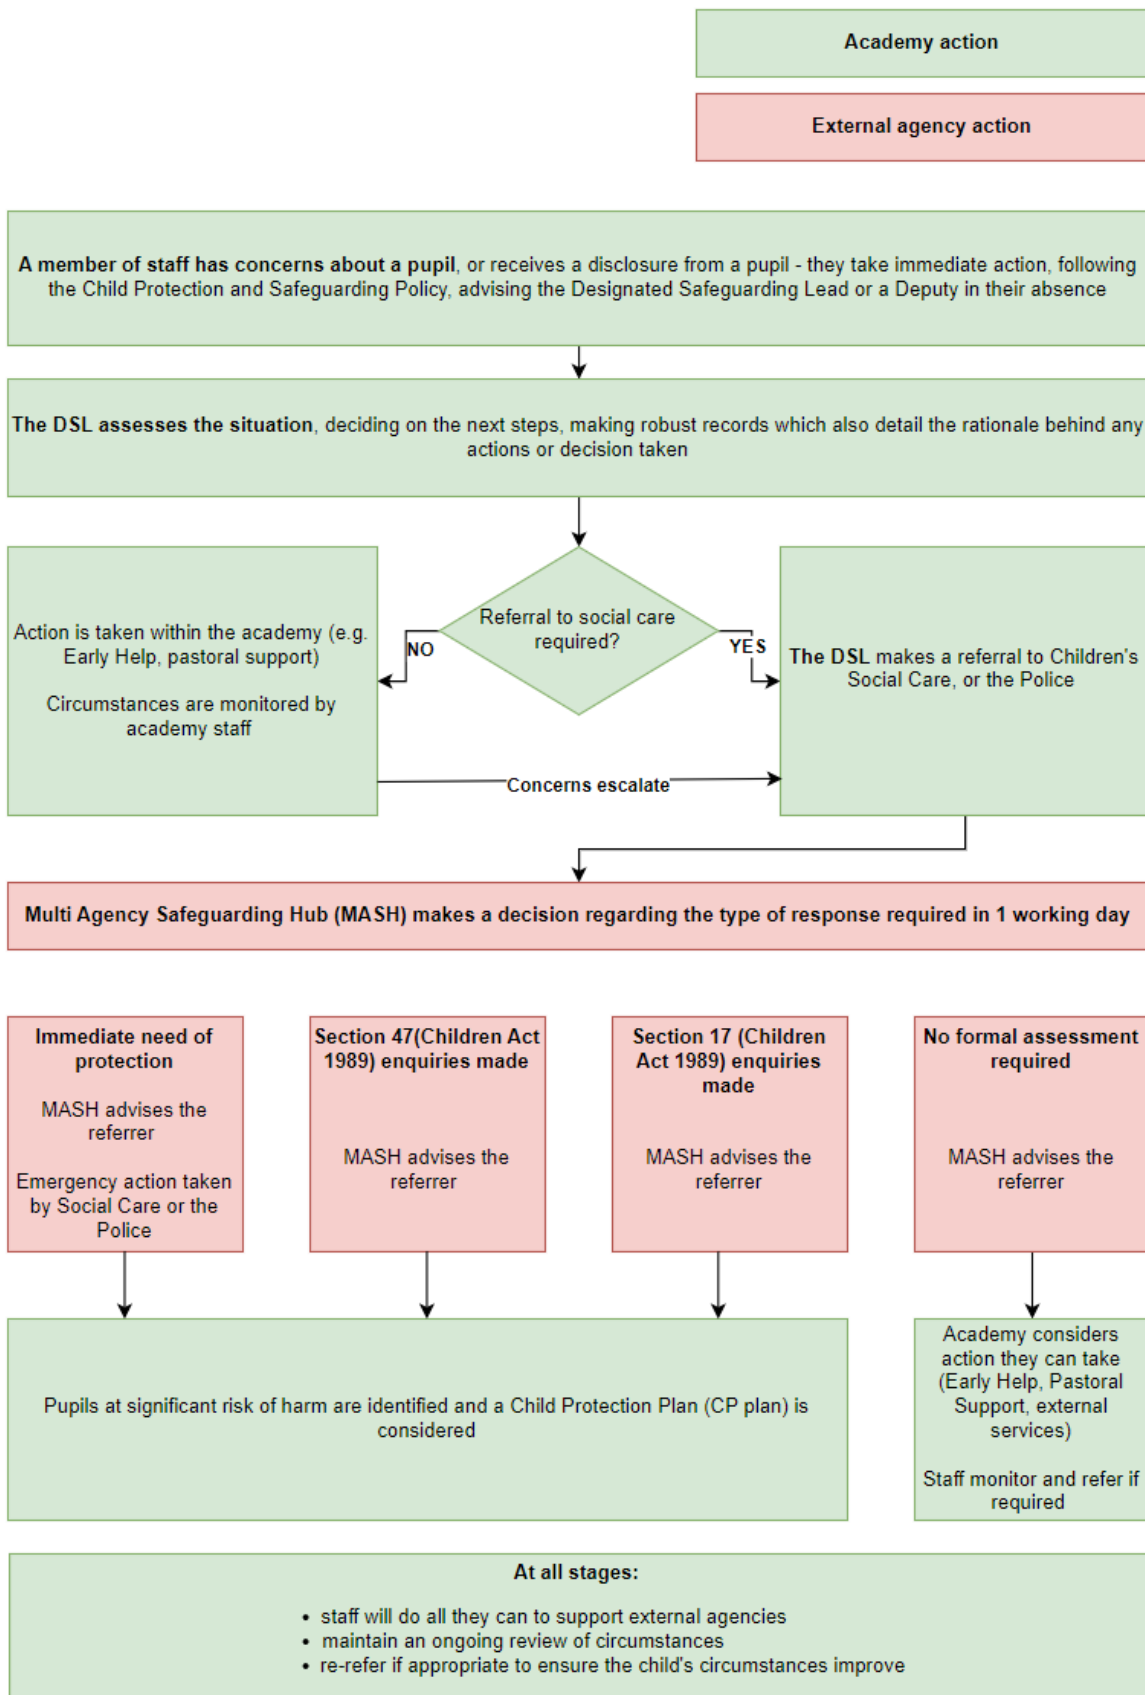 Academy action
External agency action
A member of staff has concerns about a pupil, or receives a disclosure from a pupil - they take immediate action, following
the Child Protection and Safeguarding Policy, advising the Designated Safeguarding Lead or a Deputy in their absence
The DSL assesses the situation, deciding on the next steps, making robust records which also detail the rationale behind any
actions or decision taken
Referral to social care
required?
NO
YES
Action is taken within the academy (e.g.
Early Help, pastoral support)
Circumstances are monitored by
academy staff
The DSL makes a referral to Children's
Social Care, or the Police
Concerns escalate
Multi Agency Safeguarding Hub (MASH) makes a decision regarding the type of response required in 1 working day
Immediate need of
protection
MASH advises the
referrer
Emergency action taken
by Social Care or the
Police
Section 47(Children Act
1989) enquiries made
MASH advises the
referrer
Section 17 (Children
Act 1989) enquiries
made
MASH advises the
referrer
No formal assessment
required
MASH advises the
referrer
Pupils at significant risk of harm are identified and a Child Protection Plan (CP plan) is
considered
Academy considers
action they can take
(Early Help, Pastoral
Support, external
services)
Staff monitor and refer if
required
At all stages:
• staff will do all they can to support external agencies
• maintain an ongoing review of circumstances
• re-refer if appropriate to ensure the child's circumstances improve